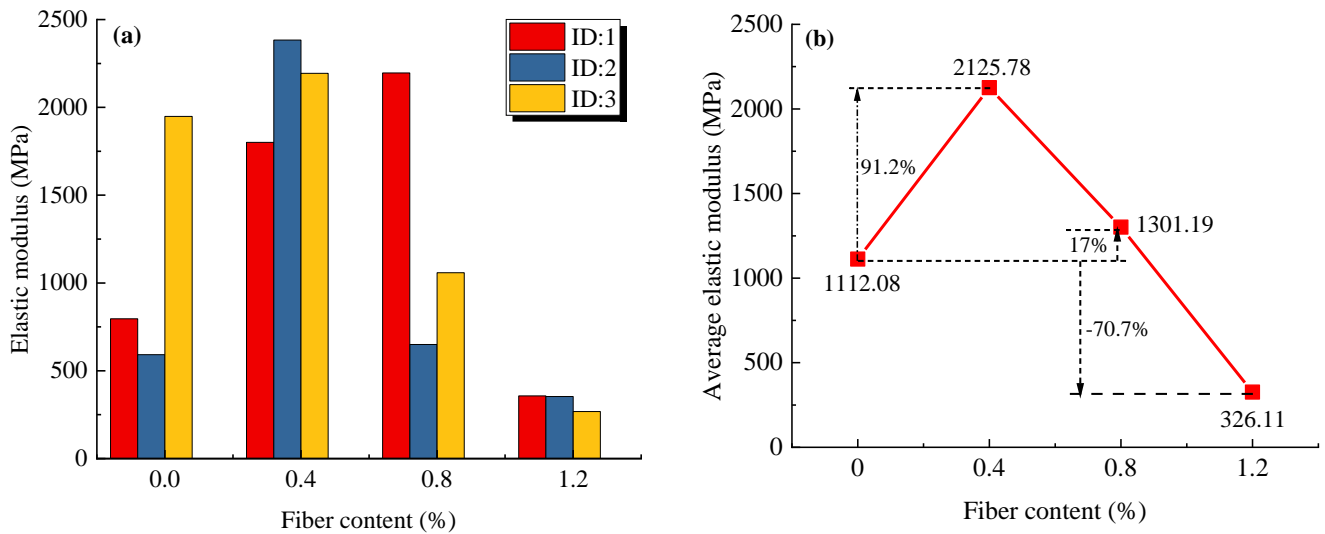 (a)
ID:1
ID:2
ID:3
2500
2000
1500
1000
500
0
Elastic modulus (MPa)
0.0 0.4 0.8 1.2
Fiber content (%)
(b)
2500
2000
1500
1000
500
0
Average elastic modulus (MPa)
2125.78
91.2%
1301.19
17%
1112.08
-70.7%
326.11
0 0.4 0.8 1.2
Fiber content (%)